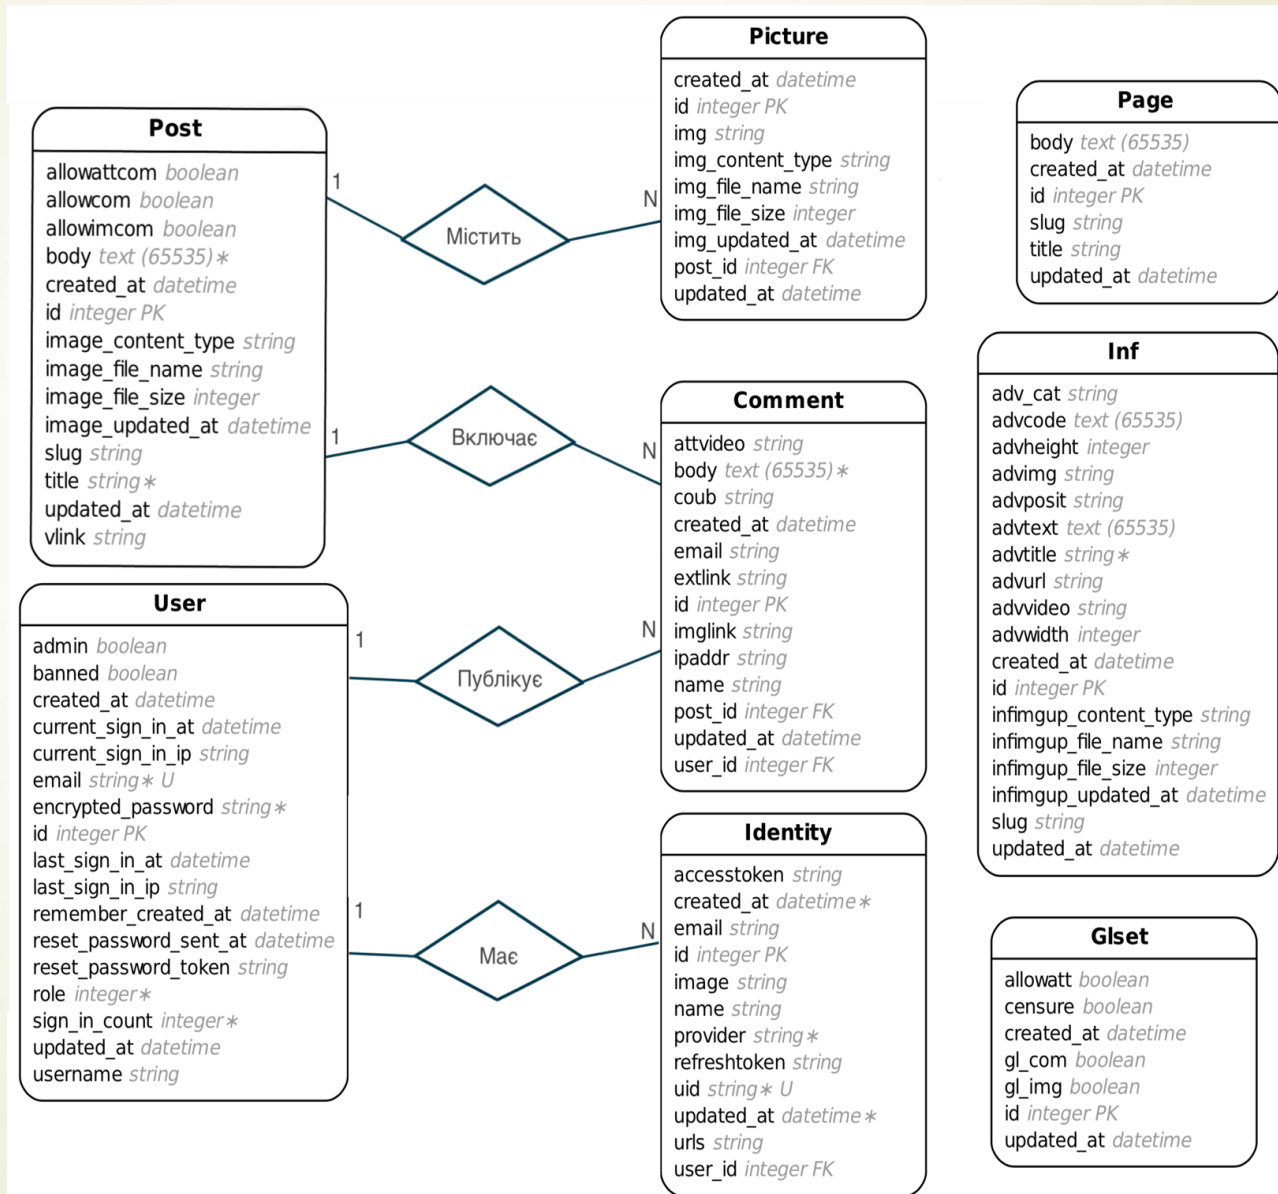 Post
allowattcom boolean
allowcom boolean
allowimcom boolean
body text (65535)*
created_at datetime
id integer PK
image_content_type string
image_file_name string
image_file_size integer
image_updated_at datetime
slug string
title string*
updated_at datetime
vlink string
1
Містить
N
Picture
created_at datetime
id integer PK
img string
img_content_type string
img_file_name string
img_file_size integer
img_updated_at datetime
post_id integer FK
updated_at datetime
1
Включає
N
Comment
attvideo string
body text (65535)*
coub string
created_at datetime
email string
extlink string
id integer PK
imglink string
ipaddr string
name string
post_id integer FK
updated_at datetime
user_id integer FK
User
admin boolean
banned boolean
created_at datetime
current_sign_in_at datetime
current_sign_in_ip string
email string* U
encrypted_password string*
id integer PK
last_sign_in_at datetime
last_sign_in_ip string
remember_created_at datetime
reset_password_sent_at datetime
reset_password_token string
role integer*
sign_in_count integer*
updated_at datetime
username string
1
Публікує
N
1
Має
N
Identity
accesstoken string
created_at datetime*
email string
id integer PK
image string
name string
provider string*
refreshtoken string
uid string* U
updated_at datetime*
urls string
user_id integer FK
Page
body text (65535)
created_at datetime
id integer PK
slug string
title string
updated_at datetime
Inf
adv_cat string
advcode text (65535)
advheight integer
advimg string
advposit string
advtext text (65535)
advtitle string*
advurl string
advvideo string
advwidth integer
created_at datetime
id integer PK
infimgup_content_type string
infimgup_file_name string
infimgup_file_size integer
infimgup_updated_at datetime
slug string
updated_at datetime
Glset
allowatt boolean
censure boolean
created_at datetime
gl_com boolean
gl_img boolean
id integer PK
updated_at datetime